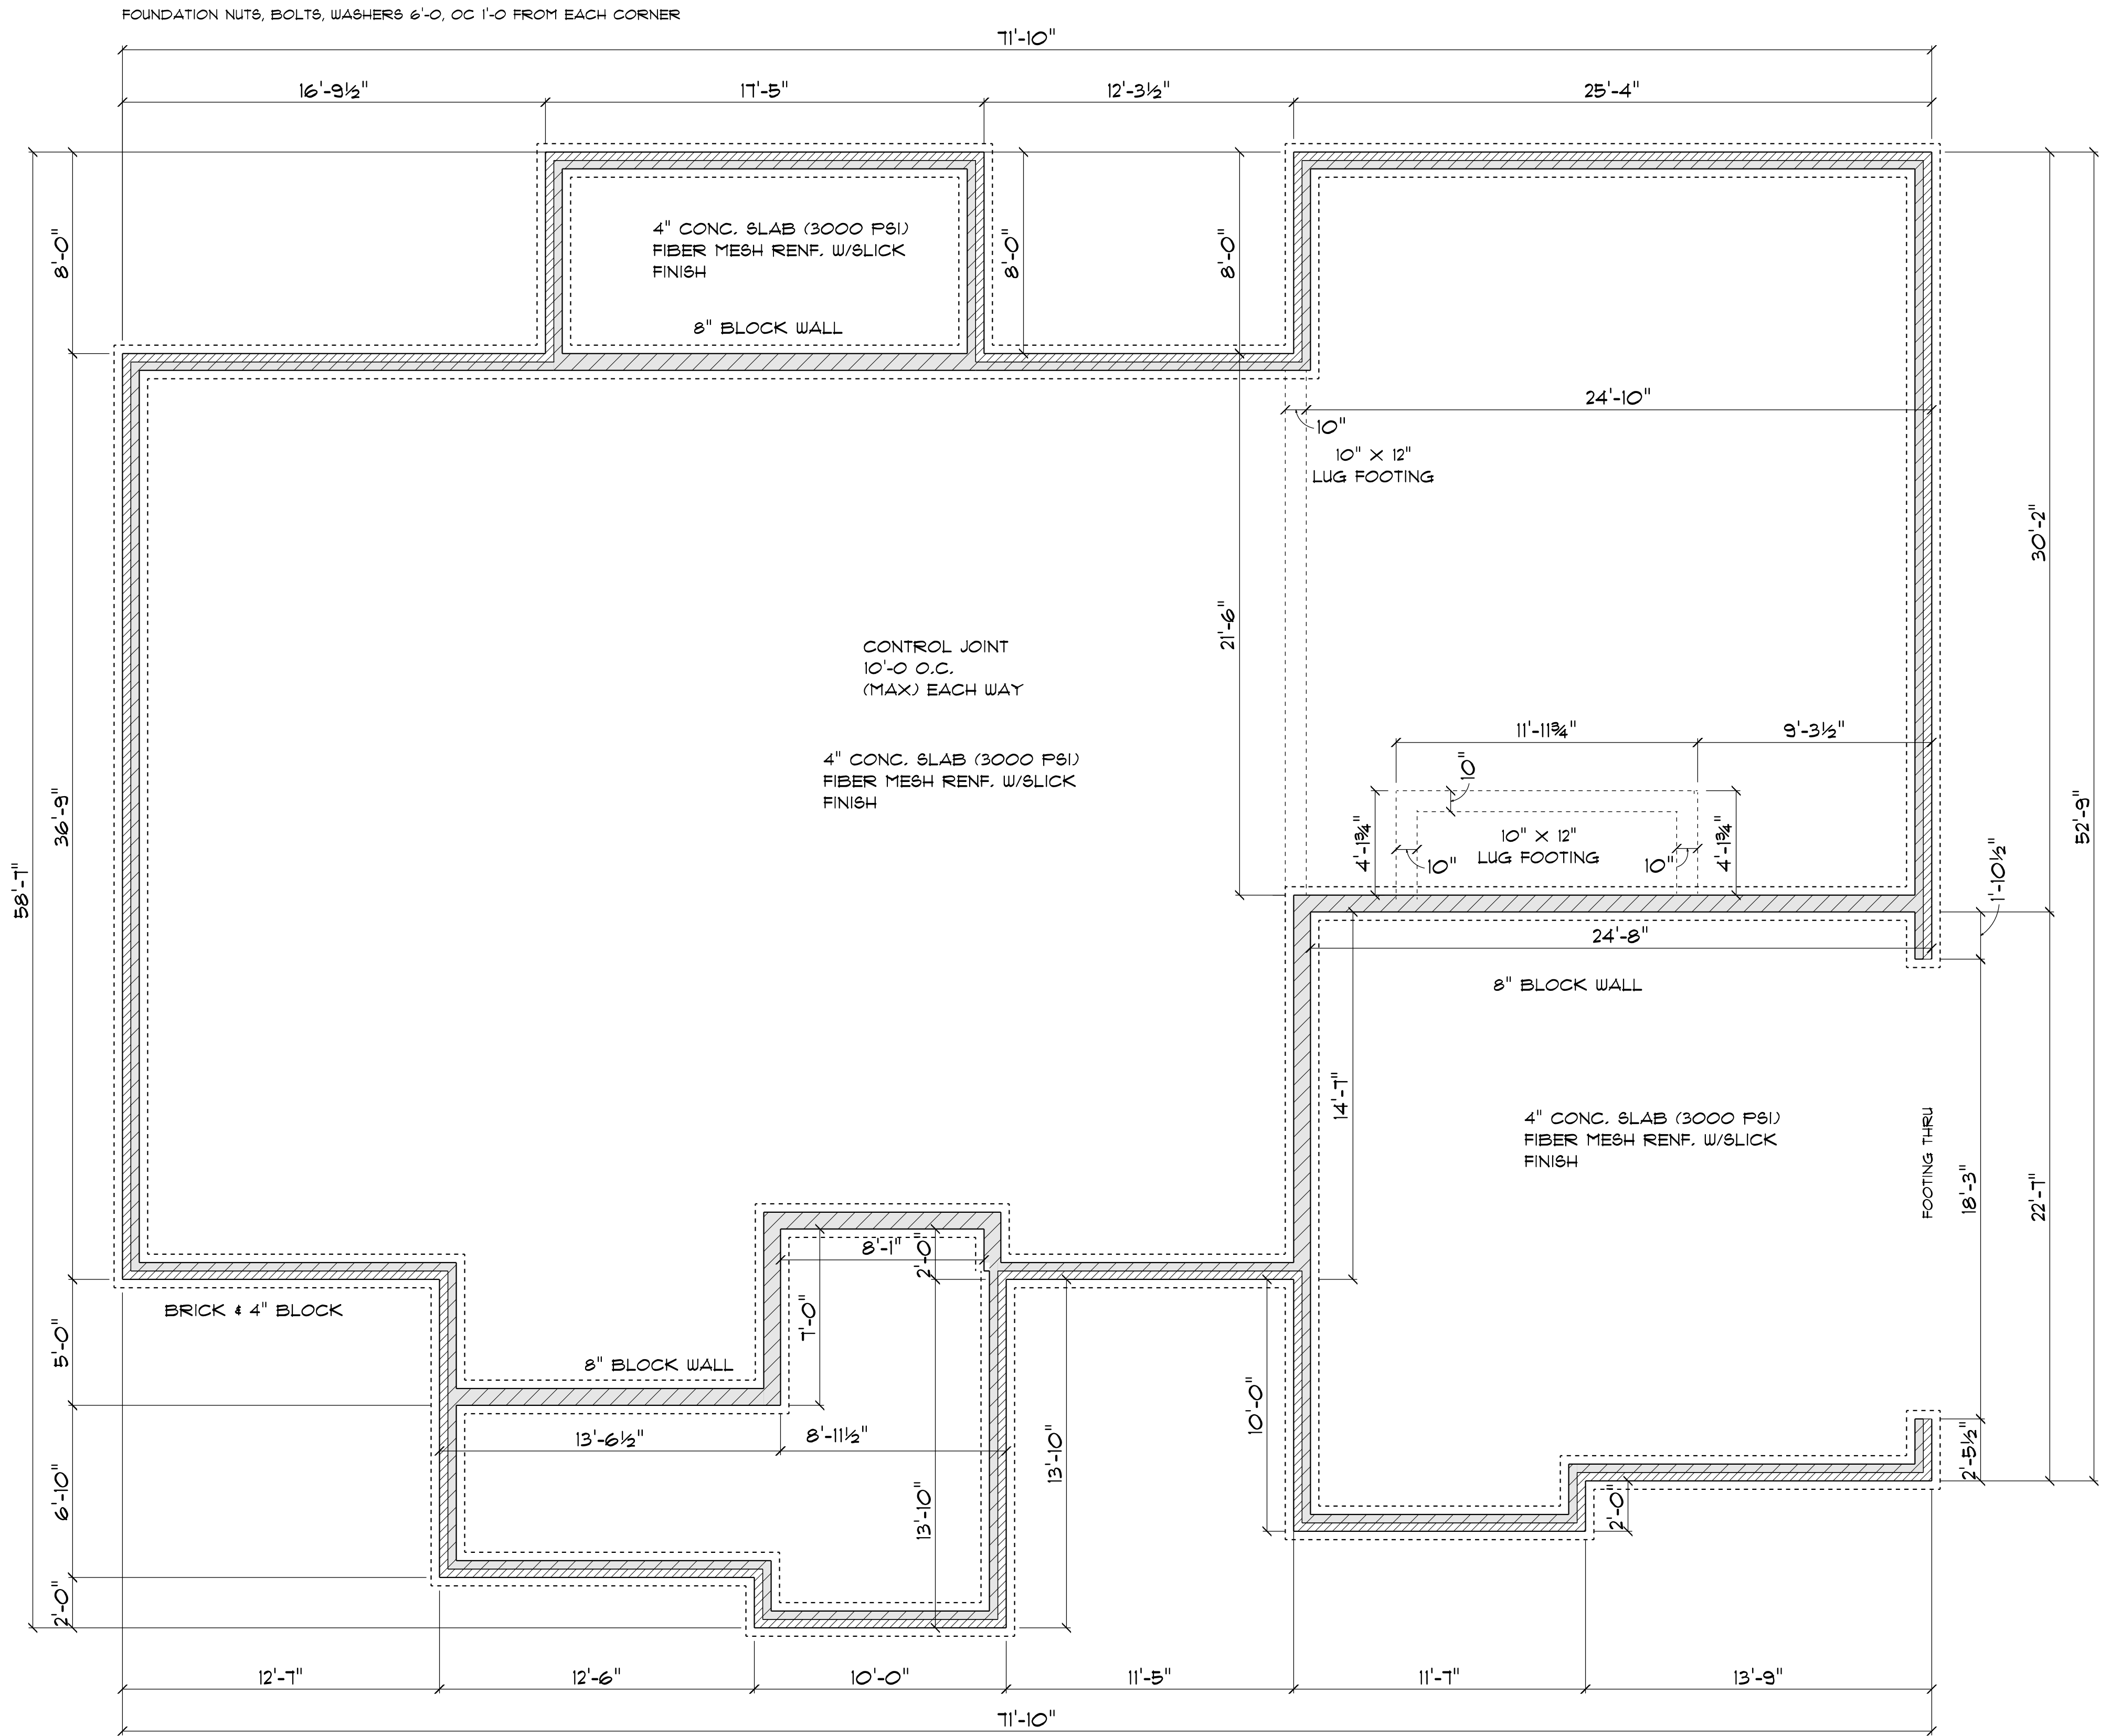 FOUNDATION NUTS, BOLTS, WASHERS 6'-0, OC 1'-0 FROM EACH CORNER
71'-10"
16'-9½"
17'-5"
12'-3½"
25'-4"
8'-0"
4" CONC. SLAB (3000 PSI)
FIBER MESH RENF. W/SLICK
FINISH
8" BLOCK WALL
8'-0"
8'-0"
24'-10"
10"
10" X 12"
LUG FOOTING
30'-2"
21'-6"
CONTROL JOINT
10'-0 O.C.
(MAX) EACH WAY
4" CONC. SLAB (3000 PSI)
FIBER MESH RENF. W/SLICK
FINISH
11'-11¾"
9'-3½"
10"
4'-1¾"
10" X 12"
LUG FOOTING
10"
10"
4'-1¾"
36'-9"
58'-7"
52'-9"
1'-10½"
24'-8"
8" BLOCK WALL
14'-7"
4" CONC. SLAB (3000 PSI)
FIBER MESH RENF. W/SLICK
FINISH
FOOTING THRU
18'-3"
22'-7"
8'-1"
2'-0"
7'-0"
BRICK & 4" BLOCK
5'-0"
8" BLOCK WALL
13'-6½"
8'-11½"
13'-10"
13'-10"
10'-0"
2'-0"
2'-5½"
6'-10"
2'-0"
12'-7"
12'-6"
10'-0"
11'-5"
11'-7"
13'-9"
71'-10"